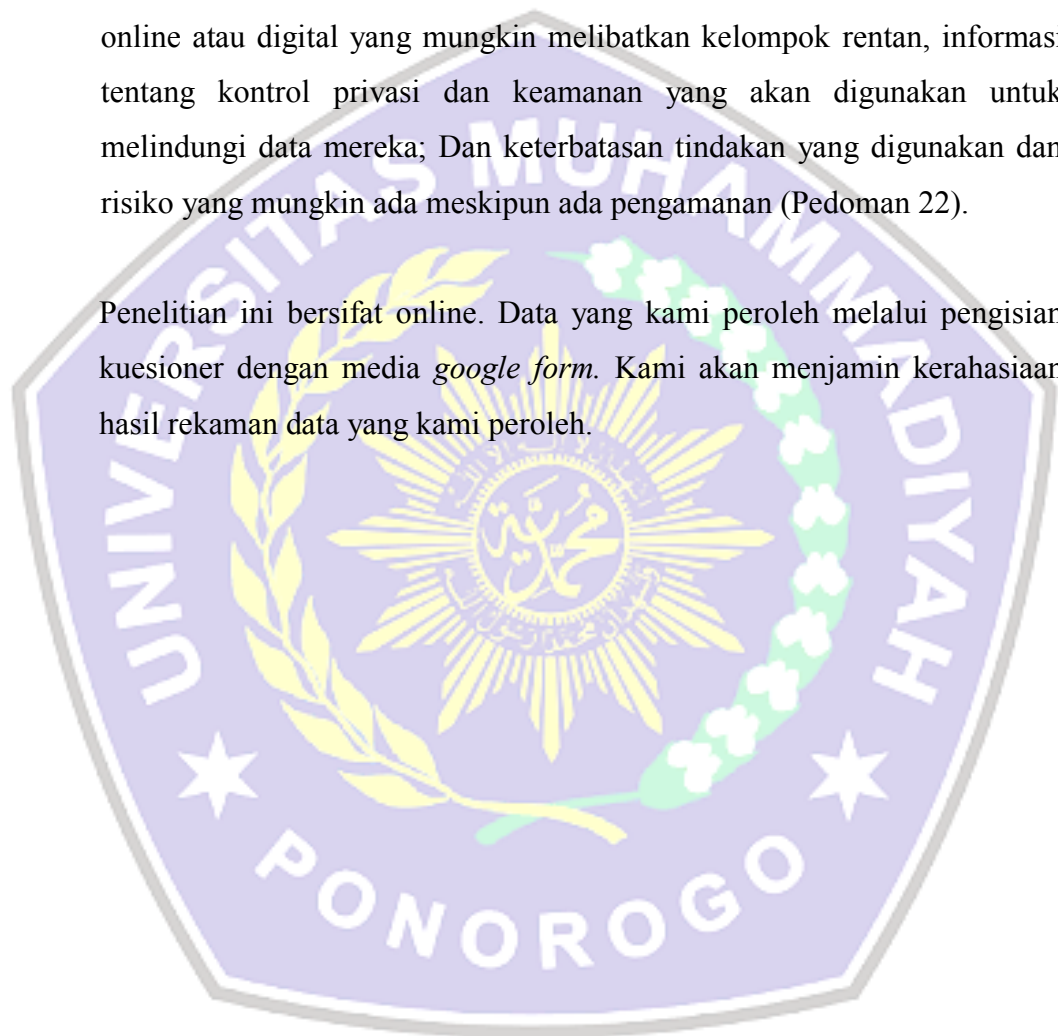 online atau digital yang mungkin melibatkan kelompok rentan, informasi
tentang kontrol privasi dan keamanan yang akan digunakan untuk
melindungi data mereka; Dan keterbatasan tindakan yang digunakan dan
risiko yang mungkin ada meskipun ada pengamanan (Pedoman 22).
Penelitian ini bersifat online. Data yang kami peroleh melalui pengisian
kuesioner dengan media google form. Kami akan menjamin kerahasiaan
hasil rekaman data yang kami peroleh.
UNIVERSITAS MUHAMMADIYAH
PONOROGO
محمدية